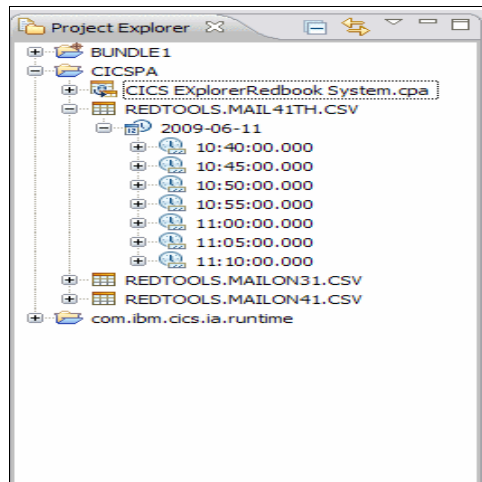 Project Explorer
BUNDLE1
CICSPA
CICS EXplorerRedbook System.cpa
REDTOOLS.MAIL41TH.CSV
2009-06-11
10:40:00.000
10:45:00.000
10:50:00.000
10:55:00.000
11:00:00.000
11:05:00.000
11:10:00.000
REDTOOLS.MAILON31.CSV
REDTOOLS.MAILON41.CSV
com.ibm.cics.ia.runtime